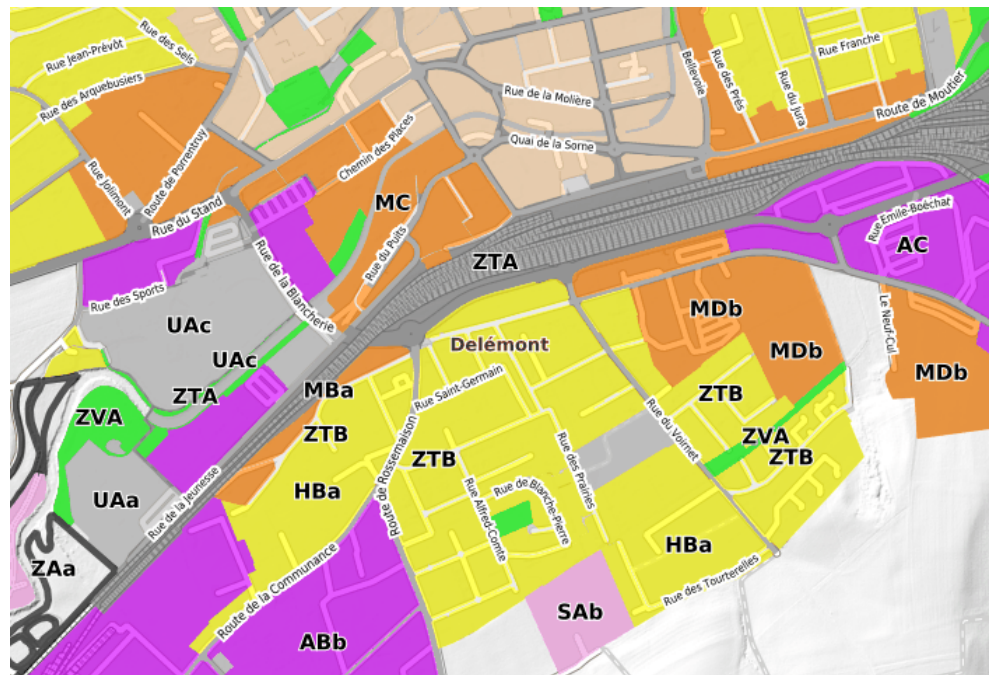 Rue des Sels
Rue Jean-Prévôt
Rue des Arquebusiers
Rue Franche
Bellevoie
Rue des Prés
Rue du Jura
Route de Moutier
Rue de la Molière
Quai de la Sorne
Chemin des Places
Route de Porrentruy
Rue Jolimont
Rue du Stand
MC
Rue Emile-Boéchat
AC
Rue du Puits
ZTA
Rue de la Blancherie
Rue des Sports
UAc
MDb
Le Neuf-Cul
Delémont
UAc
MDb
MDb
Rue Saint-Germain
MBa
ZTA
ZTB
ZVA
Rue du Voirnet
ZTB
ZVA
Route de Rossemaison
ZTB
Rue des Prairies
ZTB
HBa
Rue de Blanche-Pierre
Rue Alfred-Comte
UAa
Rue de la Jeunesse
HBa
ZAa
Route de la Communance
Rue des Tourterelles
SAb
ABb